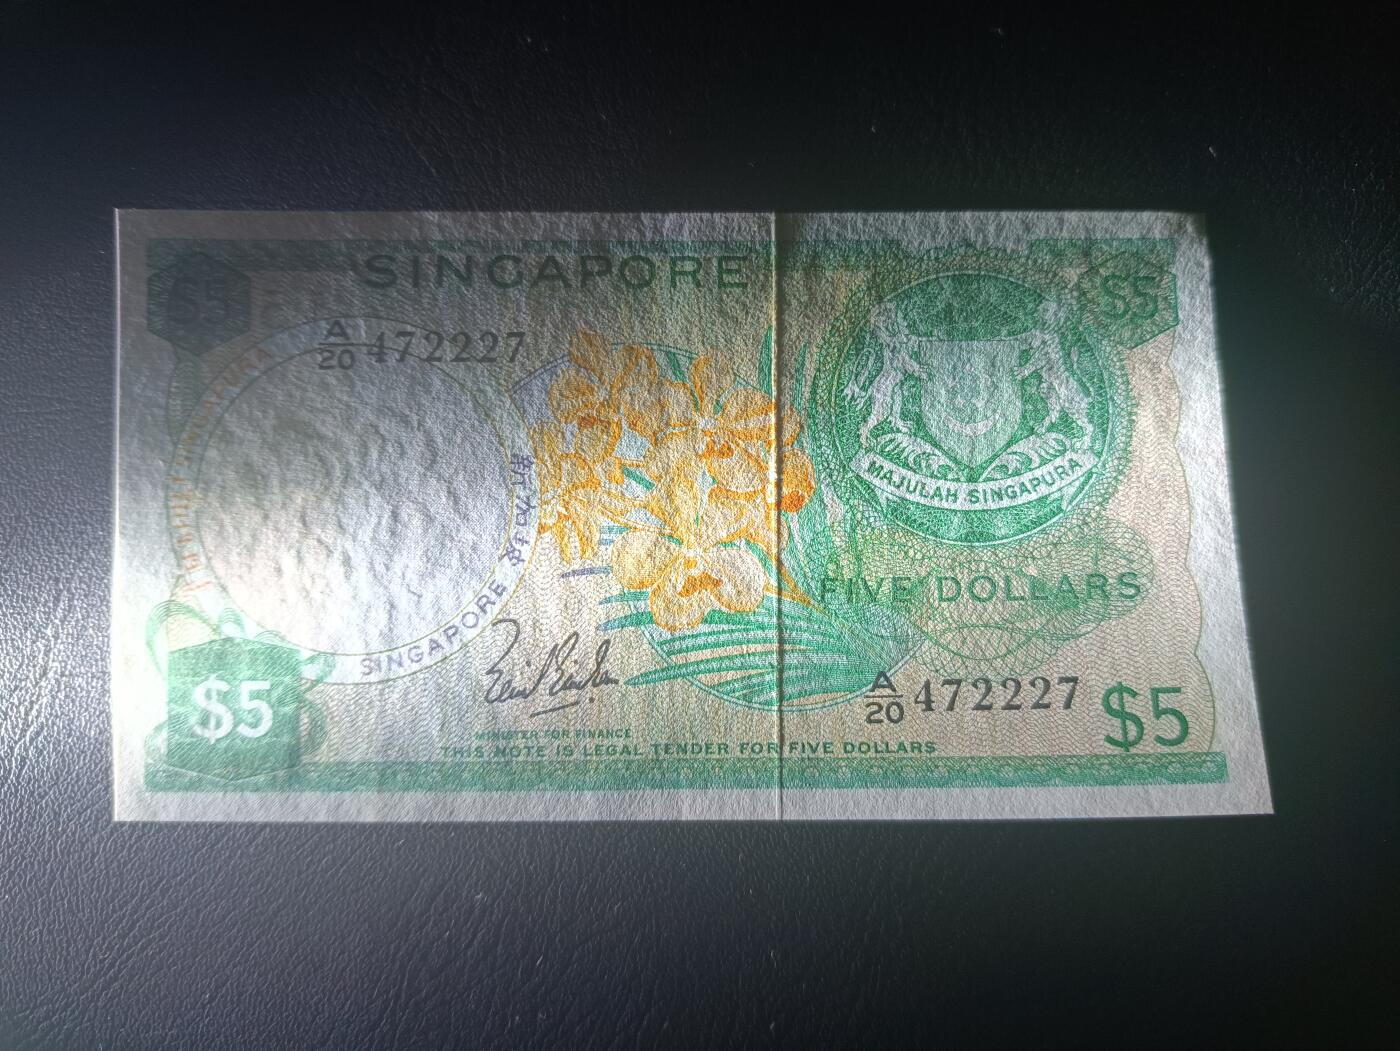 SINGAPORE
$5
$5
A/20 472227
SINGAPORE
MAJULAH SINGAPURA
FIVE DOLLARS
A/20 472227
$5
$5
MINISTER FOR FINANCE
THIS NOTE IS LEGAL TENDER FOR FIVE DOLLARS